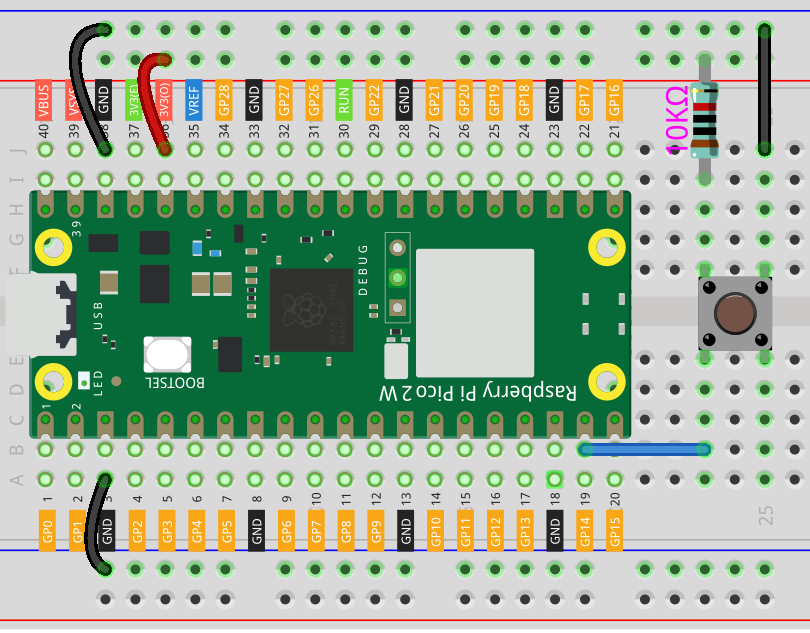 VBUS VSYS GND 3V3(E) 3V3(O) VREF GP28 GND GP27 GP26 RUN GP22 GND GP21 GP20 GP19 GP18 GND GP17 GP16
40 39 38 37 36 35 34 33 32 31 30 29 28 27 26 25 24 23 22 21
10KΩ
J
I
H
G
F
39
DEBUG
USB
BOOTSEL
LED
Raspberry Pi Pico 2 W
1 2
E
D
C
B
A
1 2 3 4 5 6 7 8 9 10 11 12 13 14 15 16 17 18 19 20
25
GP0 GP1 GND GP2 GP3 GP4 GP5 GND GP6 GP7 GP8 GP9 GND GP10 GP11 GP12 GP13 GND GP14 GP15